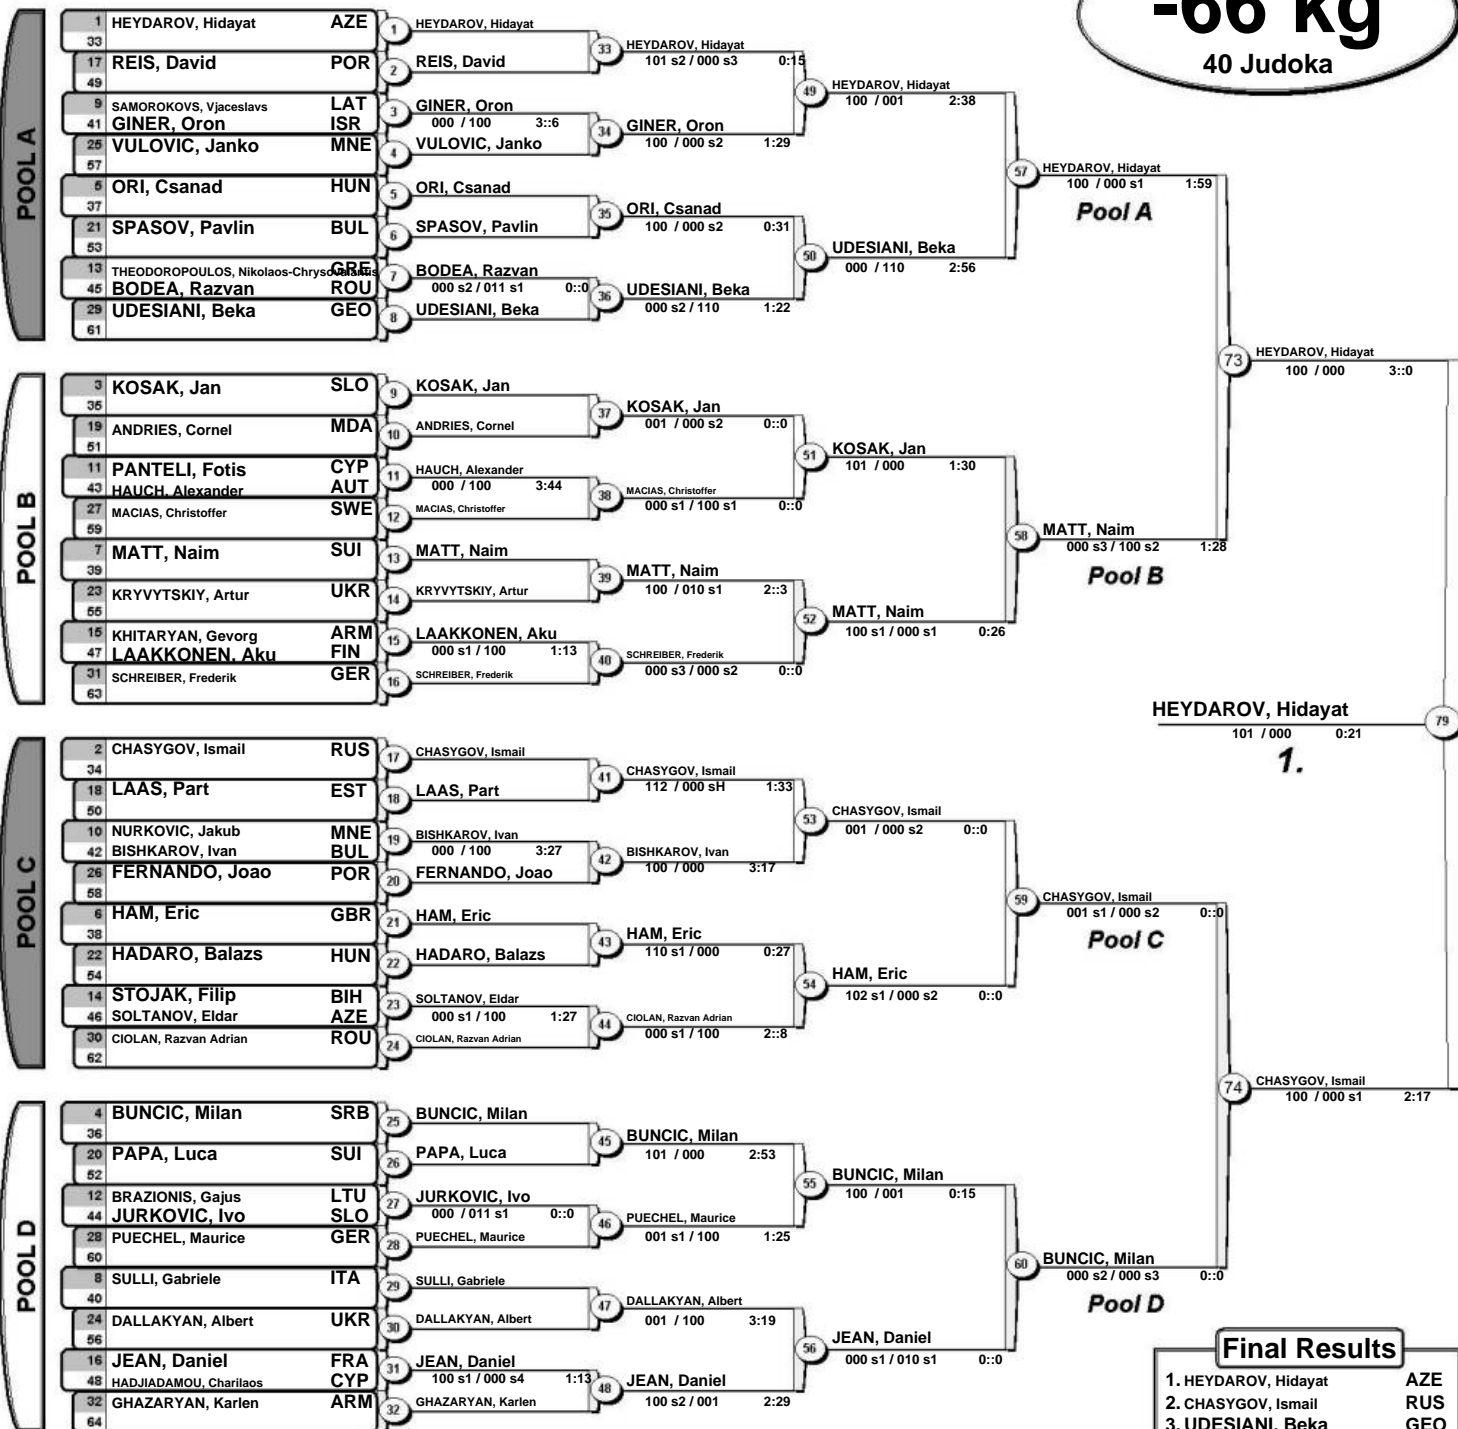 -66 kg
40 Judoka
POOL A
1 HEYDAROV, Hidayat AZE
33
17 REIS, David POR
49
9 SAMOROKOVS, Vjaceslavs LAT
41 GINER, Oron ISR
25 VULOVIC, Janko MNE
57
5 ORI, Csanad HUN
37
21 SPASOV, Pavlin BUL
53
13 THEODOROPOULOS, Nikolaos-Chrysovalantis GRE
45 BODEA, Razvan ROU
29 UDESIANI, Beka GEO
61
1 HEYDAROV, Hidayat
2 REIS, David
3 GINER, Oron
000 / 100 3::6
4 VULOVIC, Janko
5 ORI, Csanad
6 SPASOV, Pavlin
7 BODEA, Razvan
000 s2 / 011 s1 0::0
8 UDESIANI, Beka
33 HEYDAROV, Hidayat
101 s2 / 000 s3 0:15
34 GINER, Oron
100 / 000 s2 1:29
35 ORI, Csanad
100 / 000 s2 0:31
36 UDESIANI, Beka
000 s2 / 110 1:22
49 HEYDAROV, Hidayat
100 / 001 2:38
50 UDESIANI, Beka
000 / 110 2:56
57 HEYDAROV, Hidayat
100 / 000 s1 1:59
Pool A
POOL B
3 KOSAK, Jan SLO
35
19 ANDRIES, Cornel MDA
51
11 PANTELI, Fotis CYP
43 HAUCH, Alexander AUT
27 MACIAS, Christoffer SWE
59
7 MATT, Naim SUI
39
23 KRYVYTSKIY, Artur UKR
55
15 KHITARYAN, Gevorg ARM
47 LAAKKONEN, Aku FIN
31 SCHREIBER, Frederik GER
63
9 KOSAK, Jan
10 ANDRIES, Cornel
11 HAUCH, Alexander
000 / 100 3:44
12 MACIAS, Christoffer
13 MATT, Naim
14 KRYVYTSKIY, Artur
15 LAAKKONEN, Aku
000 s1 / 100 1:13
16 SCHREIBER, Frederik
37 KOSAK, Jan
001 / 000 s2 0::0
38 MACIAS, Christoffer
000 s1 / 100 s1 0::0
39 MATT, Naim
100 / 010 s1 2::3
40 SCHREIBER, Frederik
000 s3 / 000 s2 0::0
51 KOSAK, Jan
101 / 000 1:30
52 MATT, Naim
100 s1 / 000 s1 0:26
58 MATT, Naim
000 s3 / 100 s2 1:28
Pool B
73 HEYDAROV, Hidayat
100 / 000 3::0
HEYDAROV, Hidayat 79
101 / 000 0:21
1.
POOL C
2 CHASYGOV, Ismail RUS
34
18 LAAS, Part EST
50
10 NURKOVIC, Jakub MNE
42 BISHKAROV, Ivan BUL
26 FERNANDO, Joao POR
58
6 HAM, Eric GBR
38
22 HADARO, Balazs HUN
54
14 STOJAK, Filip BIH
46 SOLTANOV, Eldar AZE
30 CIOLAN, Razvan Adrian ROU
62
17 CHASYGOV, Ismail
18 LAAS, Part
19 BISHKAROV, Ivan
000 / 100 3:27
20 FERNANDO, Joao
21 HAM, Eric
22 HADARO, Balazs
23 SOLTANOV, Eldar
000 s1 / 100 1:27
24 CIOLAN, Razvan Adrian
41 CHASYGOV, Ismail
112 / 000 sH 1:33
42 BISHKAROV, Ivan
100 / 000 3:17
43 HAM, Eric
110 s1 / 000 0:27
44 CIOLAN, Razvan Adrian
000 s1 / 100 2::8
53 CHASYGOV, Ismail
001 / 000 s2 0::0
54 HAM, Eric
102 s1 / 000 s2 0::0
59 CHASYGOV, Ismail
001 s1 / 000 s2 0::0
Pool C
74 CHASYGOV, Ismail
100 / 000 s1 2:17
POOL D
4 BUNCIC, Milan SRB
36
20 PAPA, Luca SUI
52
12 BRAZIONIS, Gajus LTU
44 JURKOVIC, Ivo SLO
28 PUECHEL, Maurice GER
60
8 SULLI, Gabriele ITA
40
24 DALLAKYAN, Albert UKR
56
16 JEAN, Daniel FRA
48 HADJIADAMOU, Charilaos CYP
32 GHAZARYAN, Karlen ARM
64
25 BUNCIC, Milan
26 PAPA, Luca
27 JURKOVIC, Ivo
000 / 011 s1 0::0
28 PUECHEL, Maurice
29 SULLI, Gabriele
30 DALLAKYAN, Albert
31 JEAN, Daniel
100 s1 / 000 s4 1:13
32 GHAZARYAN, Karlen
45 BUNCIC, Milan
101 / 000 2:53
46 PUECHEL, Maurice
001 s1 / 100 1:25
47 DALLAKYAN, Albert
001 / 100 3:19
48 JEAN, Daniel
100 s2 / 001 2:29
55 BUNCIC, Milan
100 / 001 0:15
56 JEAN, Daniel
000 s1 / 010 s1 0::0
60 BUNCIC, Milan
000 s2 / 000 s3 0::0
Pool D
Final Results
1. HEYDAROV, Hidayat AZE
2. CHASYGOV, Ismail RUS
3. UDESIANI, Beka GEO